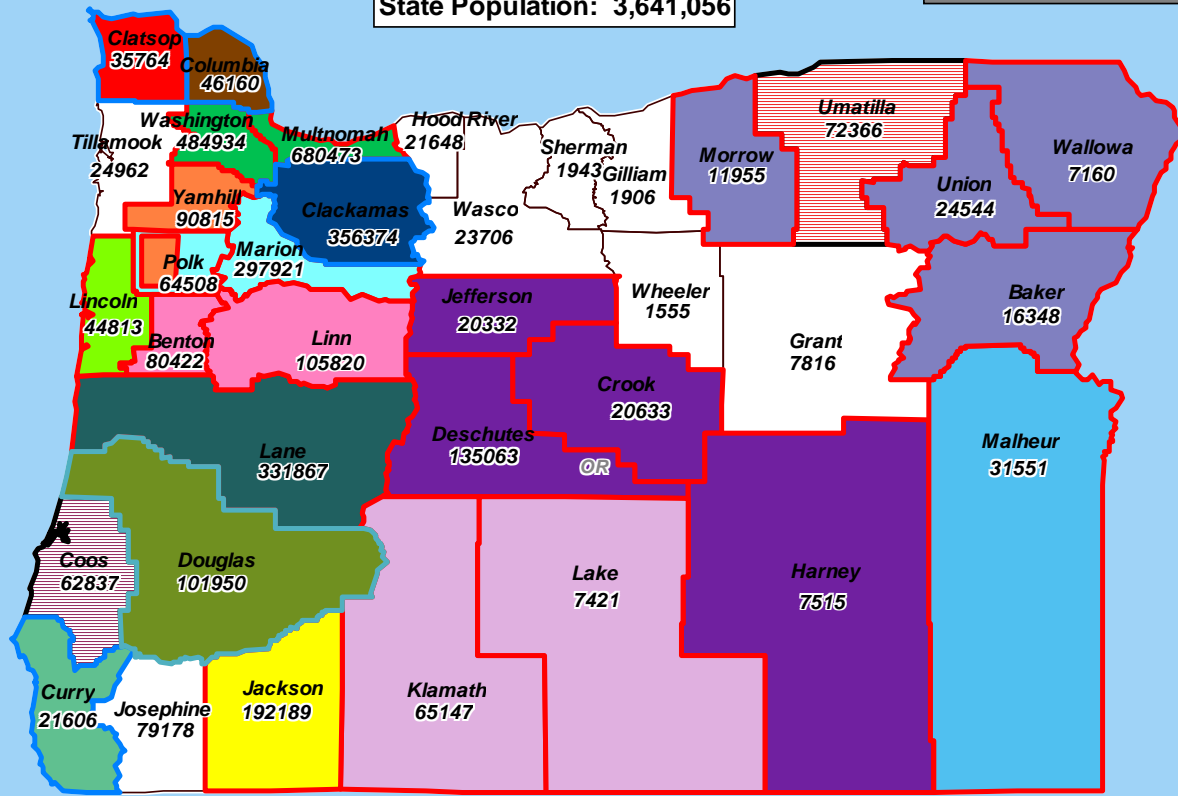 State Population: 3,641,056
Clatsop
35764
Columbia
46160
Tillamook
24962
Washington
484934
Multnomah
680473
Hood River
21648
Sherman
1943
Gilliam
1906
Wasco
23706
Morrow
11955
Umatilla
72366
Union
24544
Wallowa
7160
Yamhill
90815
Clackamas
356374
Polk
64508
Marion
297921
Lincoln
44813
Benton
80422
Linn
105820
Jefferson
20332
Wheeler
1555
Grant
7816
Baker
16348
Crook
20633
Deschutes
135063
OR
Lane
331867
Malheur
31551
Coos
62837
Douglas
101950
Lake
7421
Harney
7515
Curry
21606
Josephine
79178
Jackson
192189
Klamath
65147